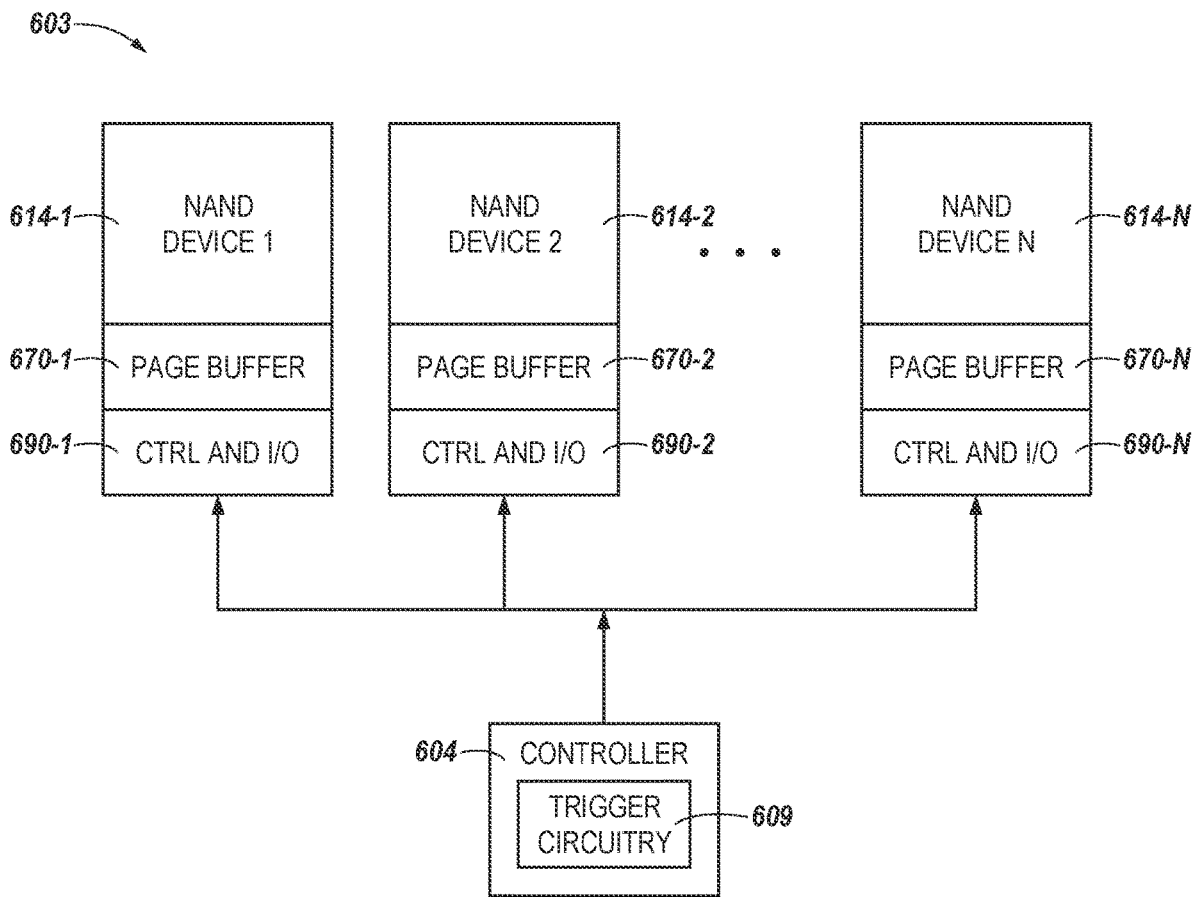 603
614-1
NAND
DEVICE 1
NAND
DEVICE 2
614-2
NAND
DEVICE N
614-N
670-1
PAGE BUFFER
PAGE BUFFER
670-2
PAGE BUFFER
670-N
690-1
CTRL AND I/O
CTRL AND I/O
690-2
CTRL AND I/O
690-N
604
CONTROLLER
TRIGGER
CIRCUITRY
609